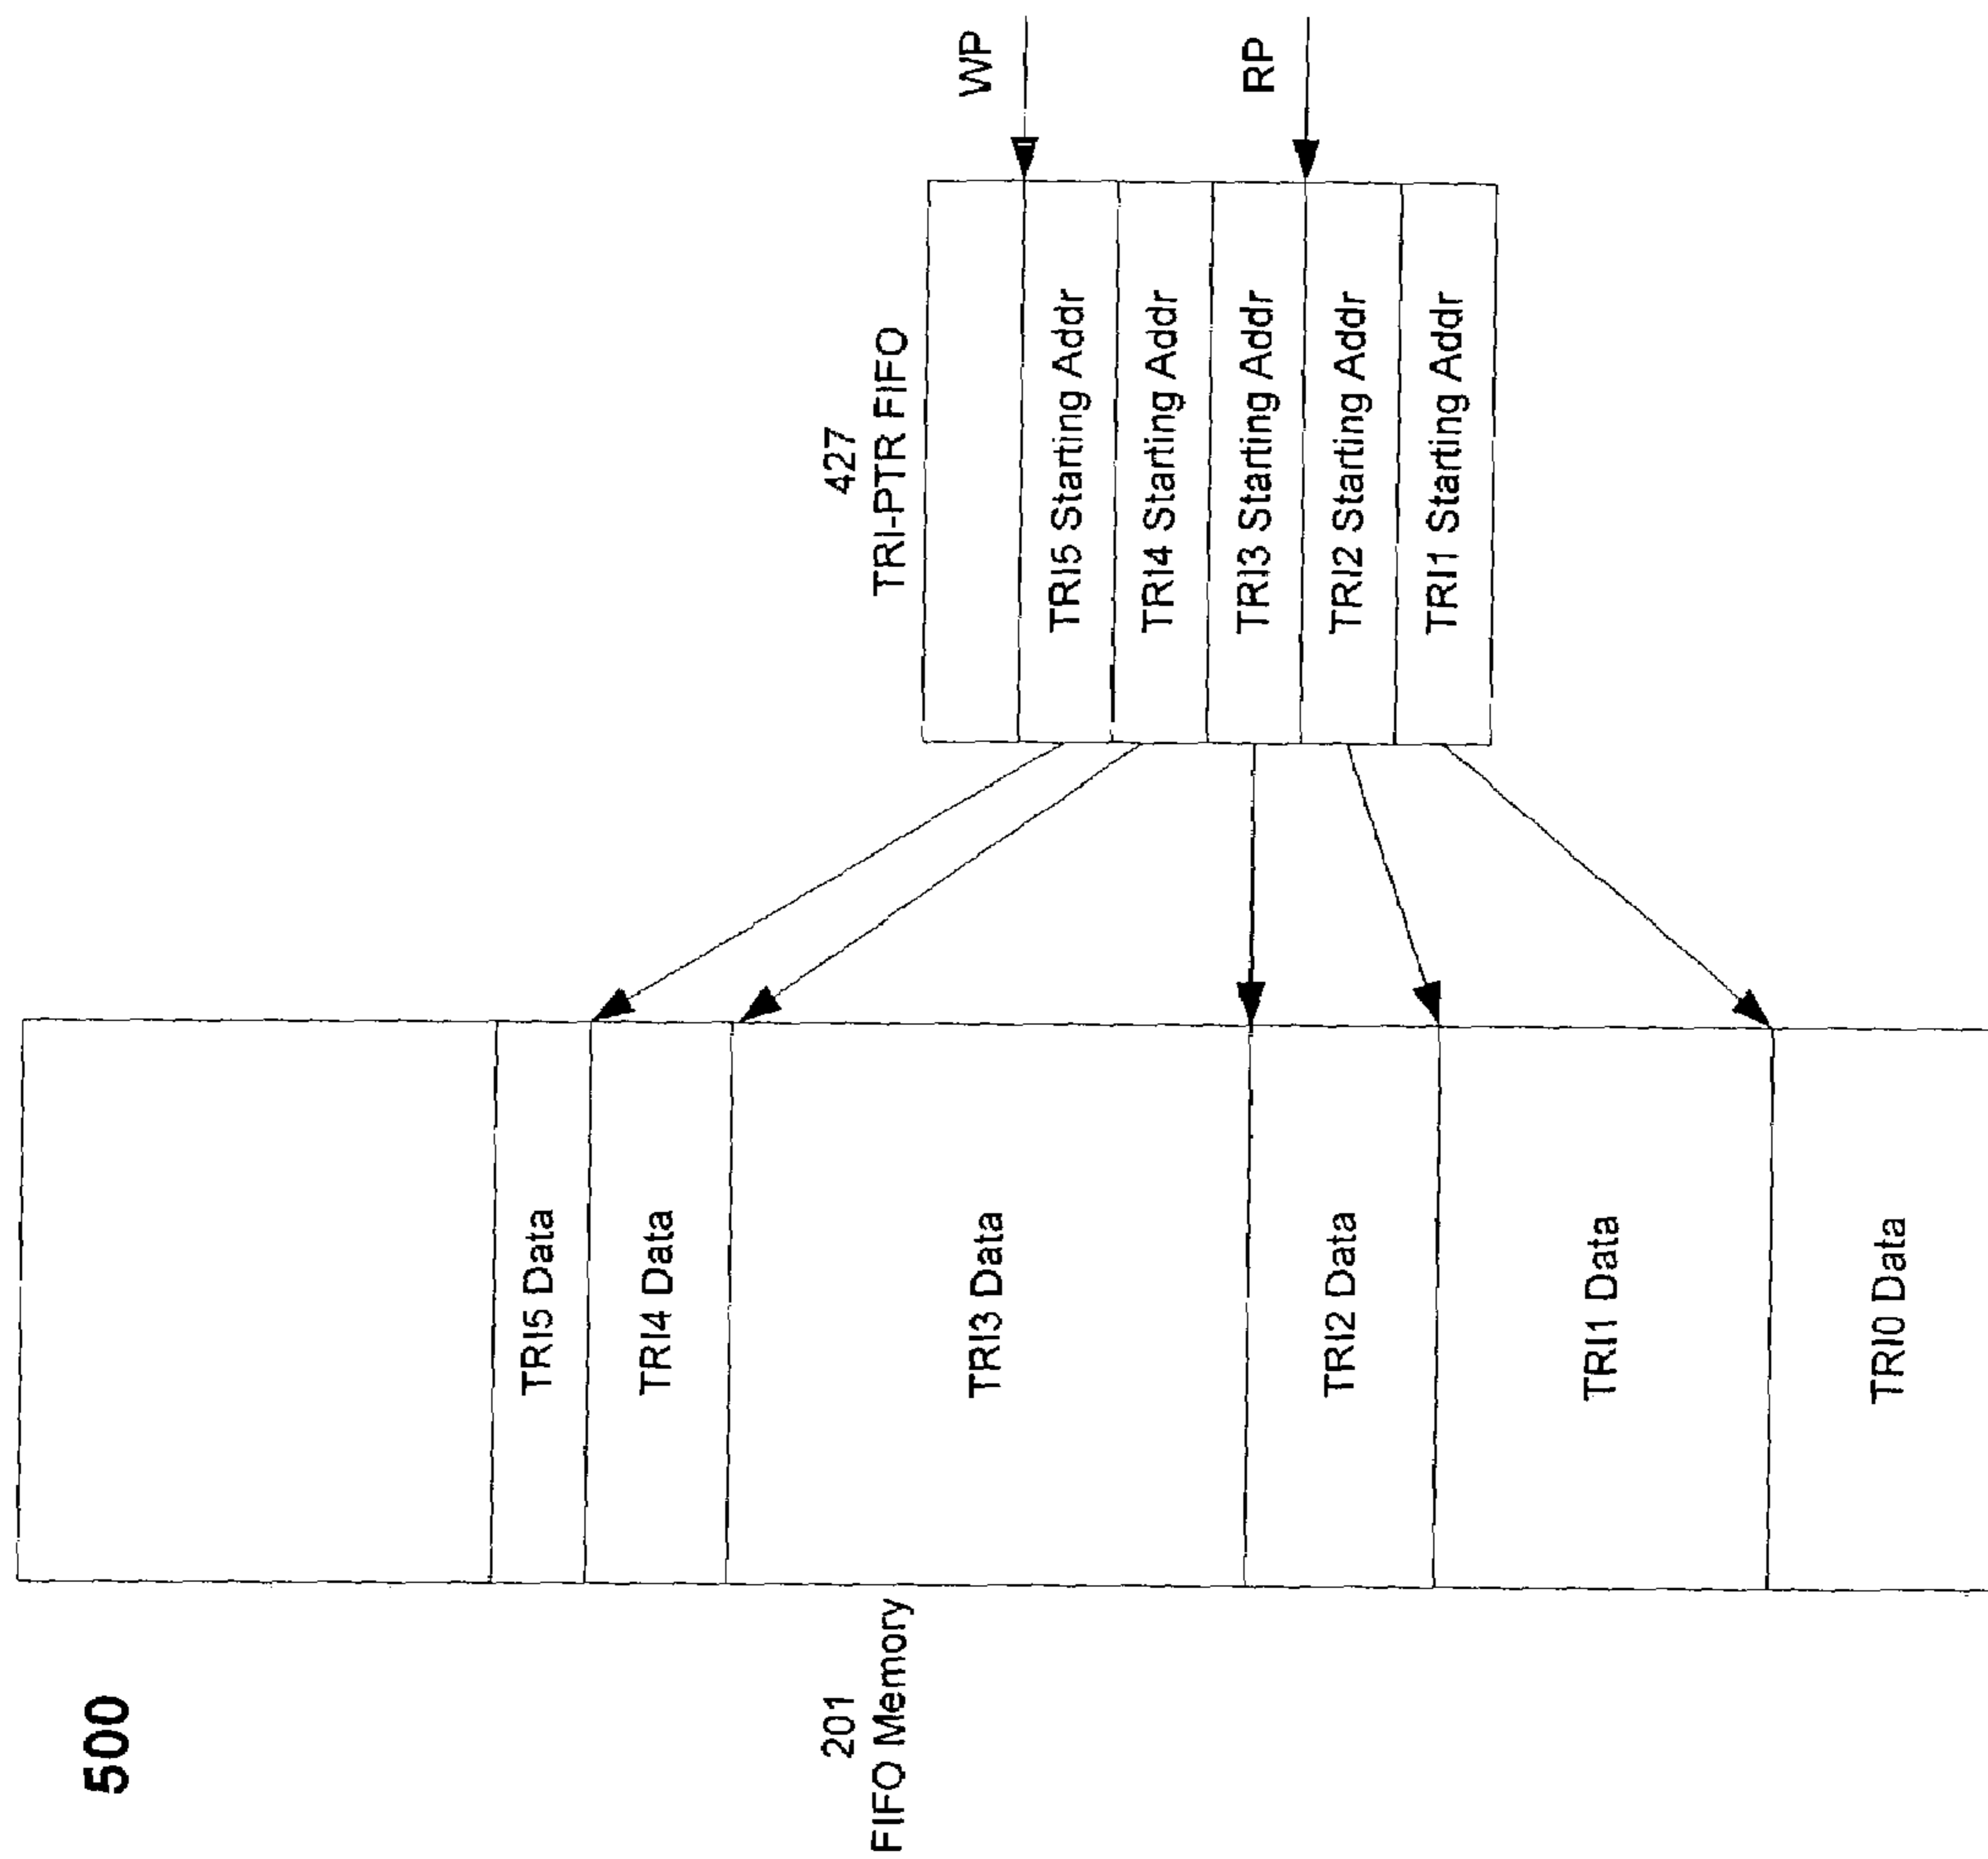 500
201
FIFO Memory
TRI5 Data
TRI4 Data
TRI3 Data
TRI2 Data
TRI1 Data
TRI0 Data
427
TRI-PTR FIFO
TRI5 Starting Addr
TRI4 Starting Addr
TRI3 Starting Addr
TRI2 Starting Addr
TRI1 Starting Addr
WP
RP